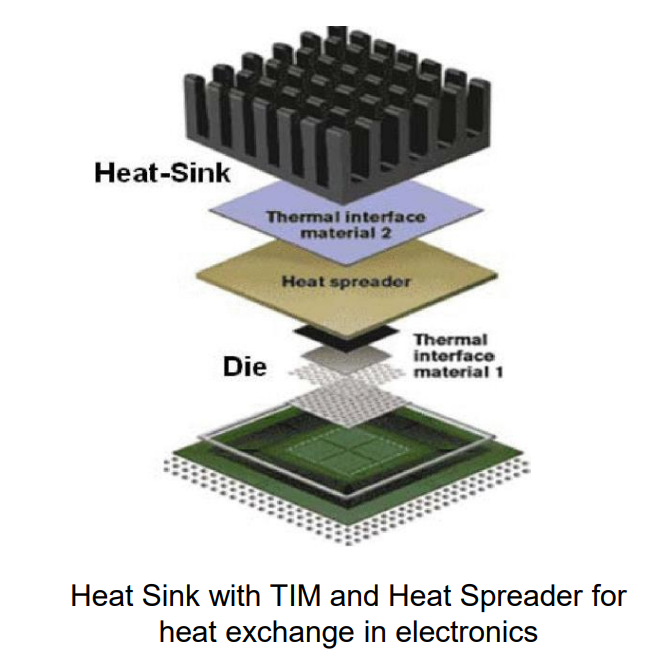 Heat-Sink
Thermal interface
material 2
Heat spreader
Thermal
interface
material 1
Die
Heat Sink with TIM and Heat Spreader for
heat exchange in electronics